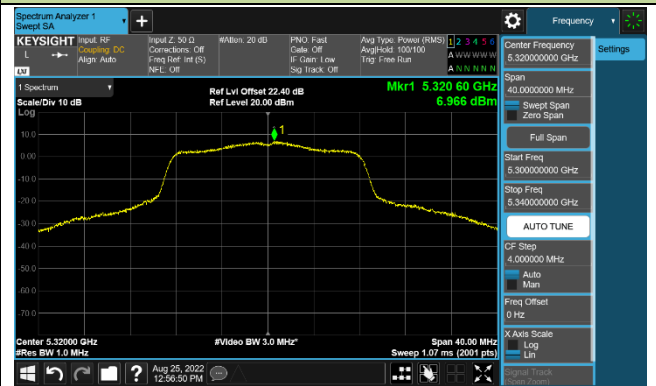 Spectrum Analyzer 1
Swept SA
+
Frequency
KEYSIGHT
L
LXI
Input: RF
Coupling: DC
Align: Auto
Input Z: 50 Ω
Corrections: Off
Freq Ref: Int (S)
NFE: Off
#Atten: 20 dB
PNO: Fast
Gate: Off
IF Gain: Low
Sig Track: Off
Avg Type: Power (RMS)
Avg|Hold: 100/100
Trig: Free Run
1 2 3 4 5 6
A W W W W W
A N N N N N
1 Spectrum
Scale/Div 10 dB
Log
Ref Lvl Offset 22.40 dB
Ref Level 20.00 dBm
Mkr1 5.320 60 GHz
6.966 dBm
1
10.0
0.00
-10.0
-20.0
-30.0
-40.0
-50.0
-60.0
-70.0
Center 5.32000 GHz
#Res BW 1.0 MHz
#Video BW 3.0 MHz*
Span 40.00 MHz
Sweep 1.07 ms (2001 pts)
Center Frequency
5.320000000 GHz
Settings
Span
40.0000000 MHz
Swept Span
Zero Span
Full Span
Start Freq
5.300000000 GHz
Stop Freq
5.340000000 GHz
AUTO TUNE
CF Step
4.000000 MHz
Auto
Man
Freq Offset
0 Hz
X Axis Scale
Log
Lin
Signal Track
(Span Zoom)
?
Aug 25, 2022
12:56:50 PM